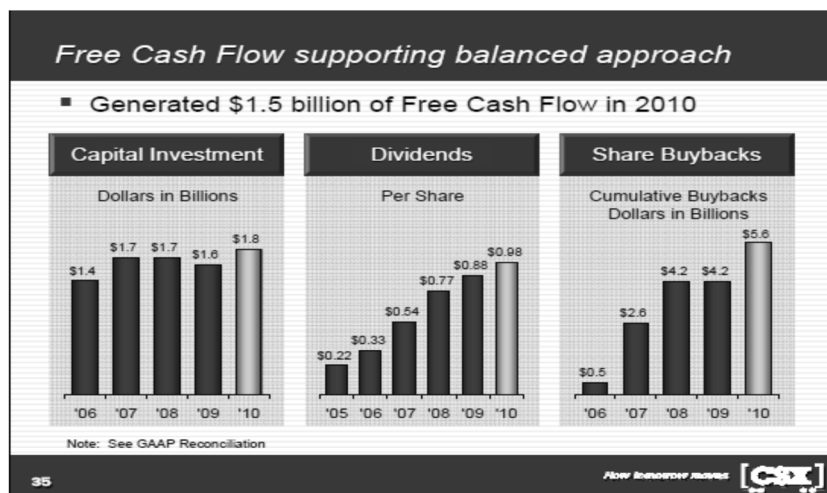 Free Cash Flow supporting balanced approach
▪ Generated $1.5 billion of Free Cash Flow in 2010
Capital Investment
Dollars in Billions
$1.4 $1.7 $1.7 $1.6 $1.8
'06 '07 '08 '09 '10
Dividends
Per Share
$0.22 $0.33 $0.54 $0.77 $0.88 $0.98
'05 '06 '07 '08 '09 '10
Share Buybacks
Cumulative Buybacks
Dollars in Billions
$0.5 $2.6 $4.2 $4.2 $5.6
'06 '07 '08 '09 '10
Note: See GAAP Reconciliation
35
How tomorrow moves [CSX]